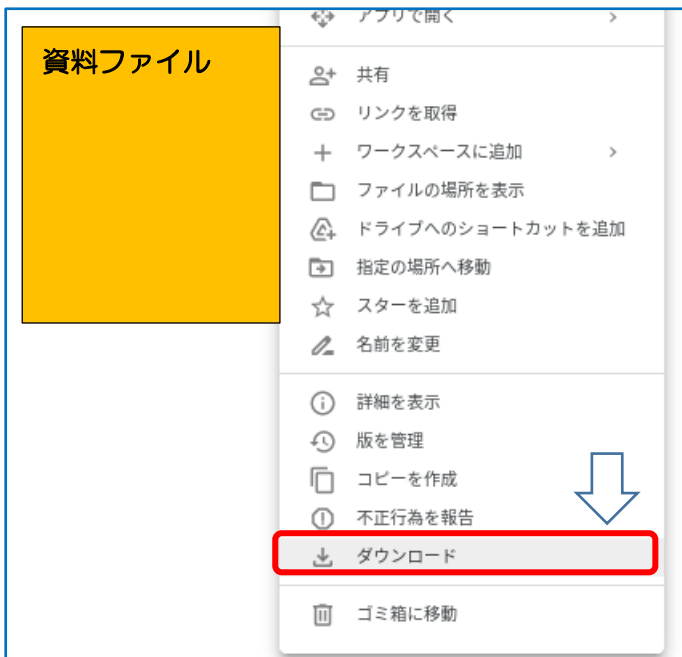 アプリで開く
資料ファイル
共有
リンクを取得
ワークスペースに追加
ファイルの場所を表示
ドライブへのショートカットを追加
指定の場所へ移動
スターを追加
名前を変更
詳細を表示
版を管理
コピーを作成
不正行為を報告
ダウンロード
ゴミ箱に移動